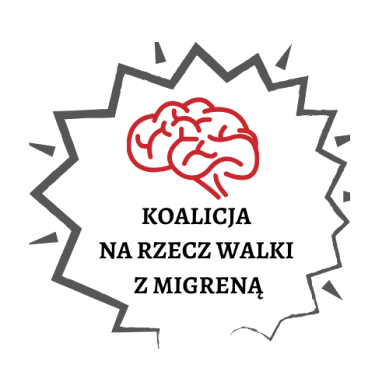 KOALICJA
NA RZECZ WALKI
Z MIGRENĄ